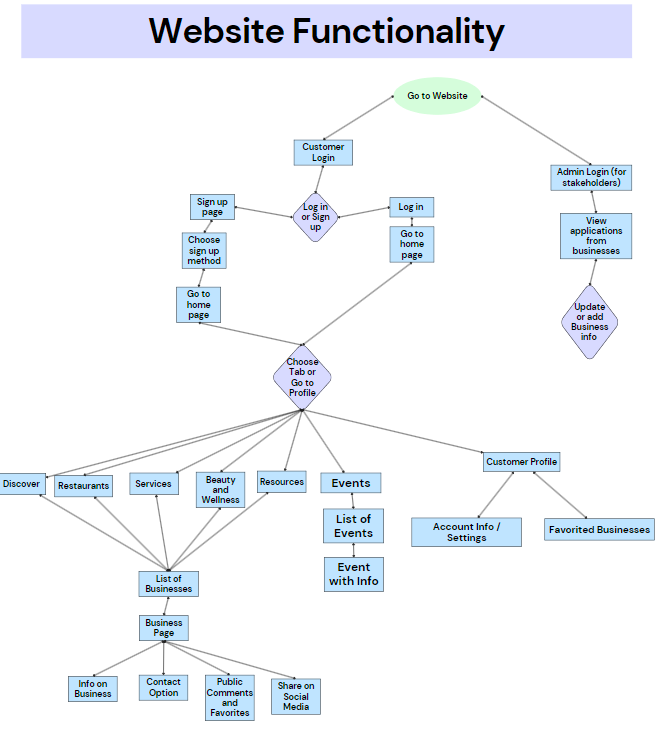 Website Functionality
Go to Website
Customer
Login
Admin Login (for
stakeholders)
Sign up
page
Log in
or Sign
up
Log in
View
applications
from
businesses
Choose
sign up
method
Go to
home
page
Go to
home
page
Update
or add
Business
info
Choose
Tab or
Go to
Profile
Discover
Restaurants
Services
Beauty
and
Wellness
Resources
Events
Customer Profile
List of
Events
Account Info /
Settings
Favorited Businesses
Event
with Info
List of
Businesses
Business
Page
Info on
Business
Contact
Option
Public
Comments
and
Favorites
Share on
Social
Media